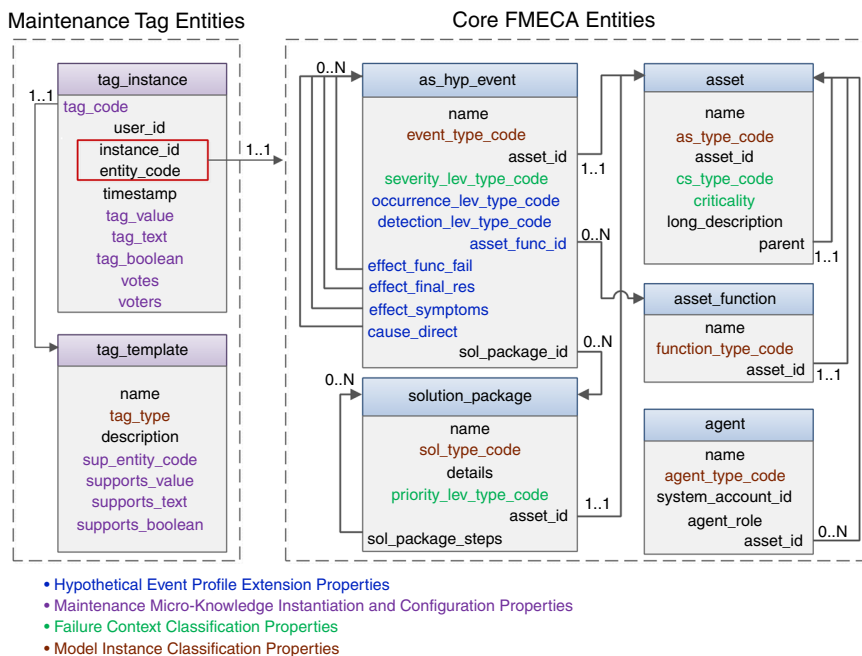 Maintenance Tag Entities
Core FMECA Entities
tag_instance
1..1
tag_code
user_id
instance_id
entity_code
timestamp
tag_value
tag_text
tag_boolean
votes
voters
1..1
tag_template
name
tag_type
description
sup_entity_code
supports_value
supports_text
supports_boolean
0..N
as_hyp_event
name
event_type_code
asset_id
1..1
severity_lev_type_code
occurrence_lev_type_code
detection_lev_type_code
asset_func_id
0..N
effect_func_fail
effect_final_res
effect_symptoms
cause_direct
sol_package_id
0..N
0..N
solution_package
name
sol_type_code
details
priority_lev_type_code
asset_id
1..1
sol_package_steps
asset
name
as_type_code
asset_id
cs_type_code
criticality
long_description
parent
1..1
asset_function
name
function_type_code
asset_id
1..1
agent
name
agent_type_code
system_account_id
agent_role
asset_id
0..N
• Hypothetical Event Profile Extension Properties
• Maintenance Micro-Knowledge Instantiation and Configuration Properties
• Failure Context Classification Properties
• Model Instance Classification Properties